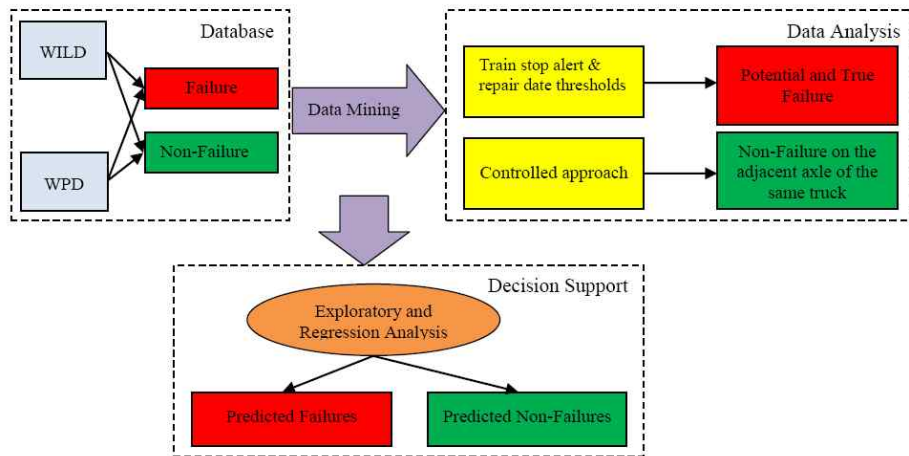 Database
WILD
Failure
Non-Failure
WPD
Data Mining
Data Analysis
Train stop alert &
repair date thresholds
Potential and True
Failure
Controlled approach
Non-Failure on the
adjacent axle of the
same truck
Decision Support
Exploratory and
Regression Analysis
Predicted Failures
Predicted Non-Failures